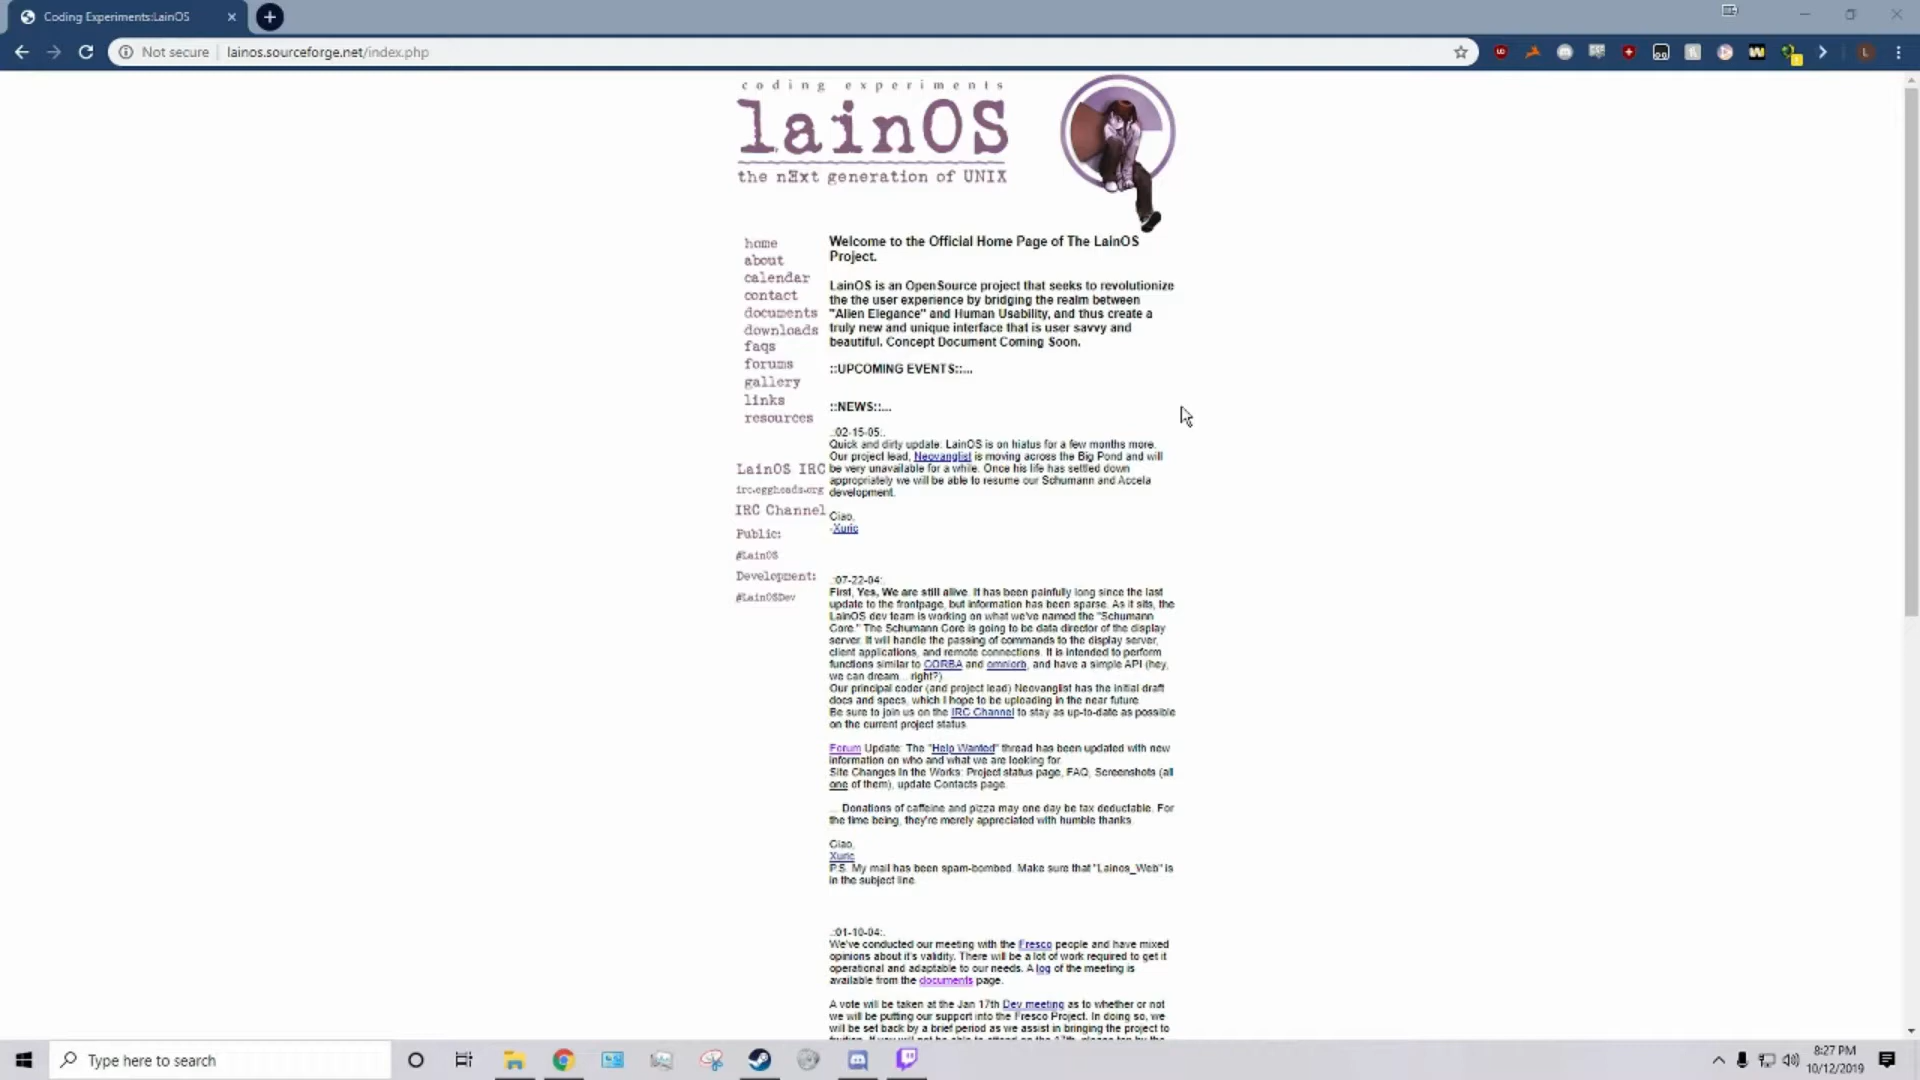 Coding Experiments:LainOS
Not secure
lainos.sourceforge.net/index.php
coding experiments
lainOS
the nExt generation of UNIX
home
about
calendar
contact
documents
downloads
faqs
forums
gallery
links
resources
LainOS IRC
irc.eggheads.org
IRC Channel
Public:
#LainOS
Development:
#LainOSDev
Welcome to the Official Home Page of The LainOS
Project.
LainOS is an OpenSource project that seeks to revolutionize
the the user experience by bridging the realm between
"Alien Elegance" and Human Usability, and thus create a
truly new and unique interface that is user savvy and
beautiful. Concept Document Coming Soon.
::UPCOMING EVENTS::...
::NEWS::...
.:02-15-05:.
Quick and dirty update: LainOS is on hiatus for a few months more.
Our project lead, Neovanglist is moving across the Big Pond and will
be very unavailable for a while. Once his life has settled down
appropriately we will be able to resume our Schumann and Accela
development.
Ciao,
-Xuric
.:07-22-04:.
First, Yes, We are still alive. It has been painfully long since the last
update to the frontpage, but information has been sparse. As it sits, the
LainOS dev team is working on what we've named the "Schumann
Core." The Schumann Core is going to be data director of the display
server. It will handle the passing of commands to the display server,
client applications, and remote connections. It is intended to perform
functions similar to CORBA and omniorb, and have a simple API (hey,
we can dream... right?)
Our principal coder (and project lead) Neovanglist has the initial draft
docs and specs, which I hope to be uploading in the near future.
Be sure to join us on the IRC Channel to stay as up-to-date as possible
on the current project status.
Forum Update: The "Help Wanted" thread has been updated with new
information on who and what we are looking for.
Site Changes In the Works: Project status page, FAQ, Screenshots (all
one of them), update Contacts page.
... Donations of caffeine and pizza may one day be tax deductable. For
the time being, they're merely appreciated with humble thanks.
Ciao,
Xuric
P.S. My mail has been spam-bombed. Make sure that "Lainos_Web" is
in the subject line.
.:01-10-04:.
We've conducted our meeting with the Fresco people and have mixed
opinions about it's validity. There will be a lot of work required to get it
operational and adaptable to our needs. A log of the meeting is
available from the documents page.
A vote will be taken at the Jan 17th Dev meeting as to whether or not
we will be putting our support into the Fresco Project. In doing so, we
will be set back by a brief period as we assist in bringing the project to
Type here to search
8:27 PM
10/12/2019